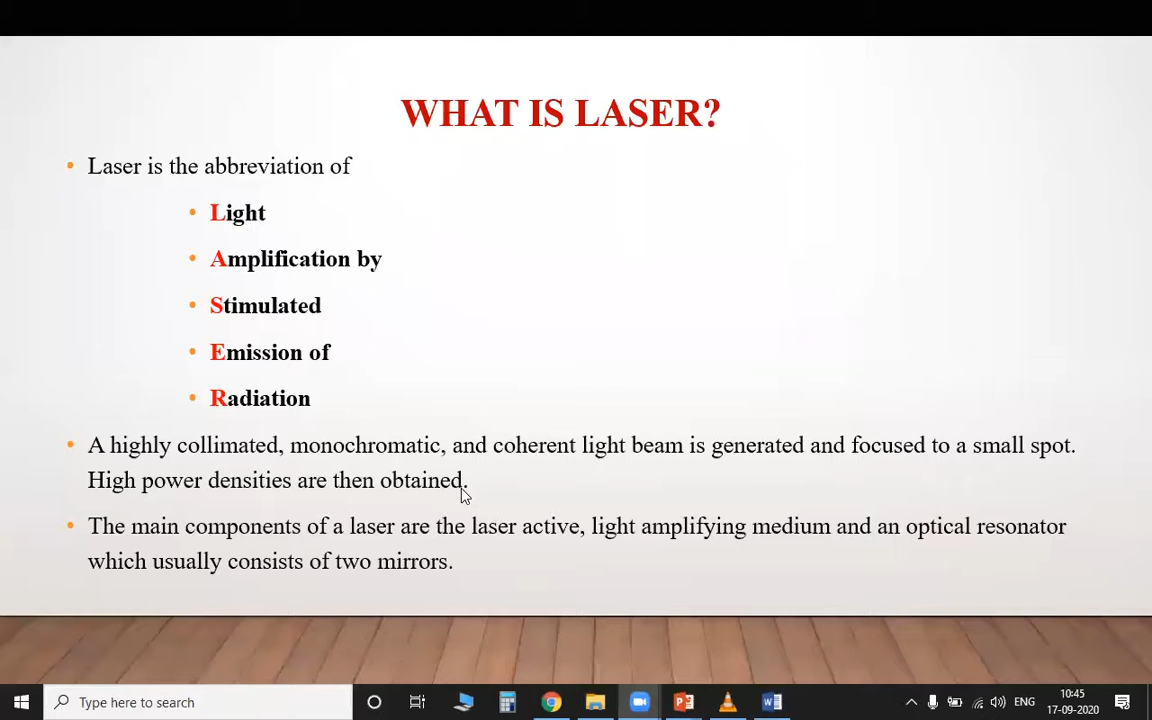 WHAT IS LASER?
• Laser is the abbreviation of
• Light
• Amplification by
• Stimulated
• Emission of
• Radiation
• A highly collimated, monochromatic, and coherent light beam is generated and focused to a small spot.
High power densities are then obtained.
• The main components of a laser are the laser active, light amplifying medium and an optical resonator
which usually consists of two mirrors.
Type here to search
ENG
10:45
17-09-2020